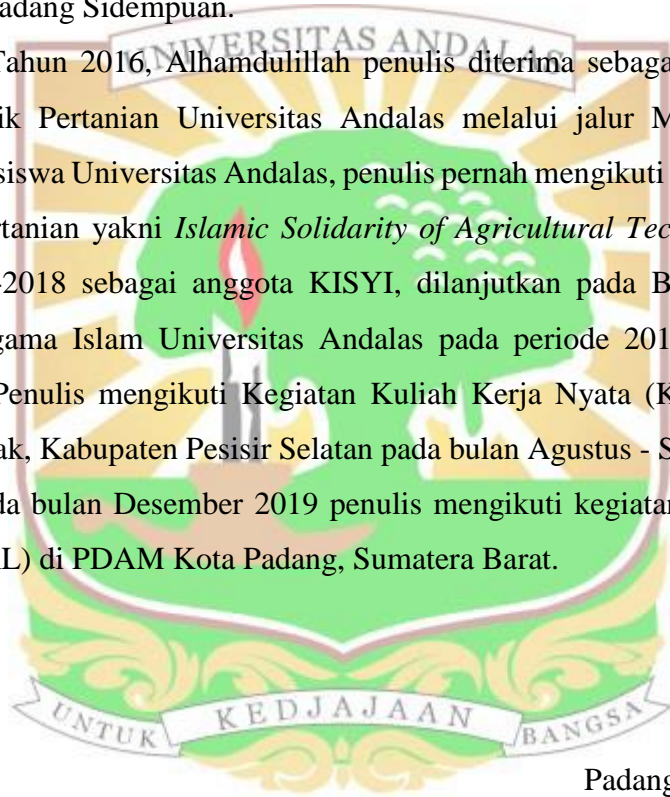 adang Sidempuan.
UNIVERSITAS ANDALAS
Tahun 2016, Alhamdulillah penulis diterima sebaga
ik Pertanian Universitas Andalas melalui jalur M
siswa Universitas Andalas, penulis pernah mengikuti
rtanian yakni Islamic Solidarity of Agricultural Tec
-2018 sebagai anggota KISYI, dilanjutkan pada B
gama Islam Universitas Andalas pada periode 201
Penulis mengikuti Kegiatan Kuliah Kerja Nyata (K
ak, Kabupaten Pesisir Selatan pada bulan Agustus - S
da bulan Desember 2019 penulis mengikuti kegiatan
L) di PDAM Kota Padang, Sumatera Barat.
UNTUK KEDJAJAAN BANGSA
Padang